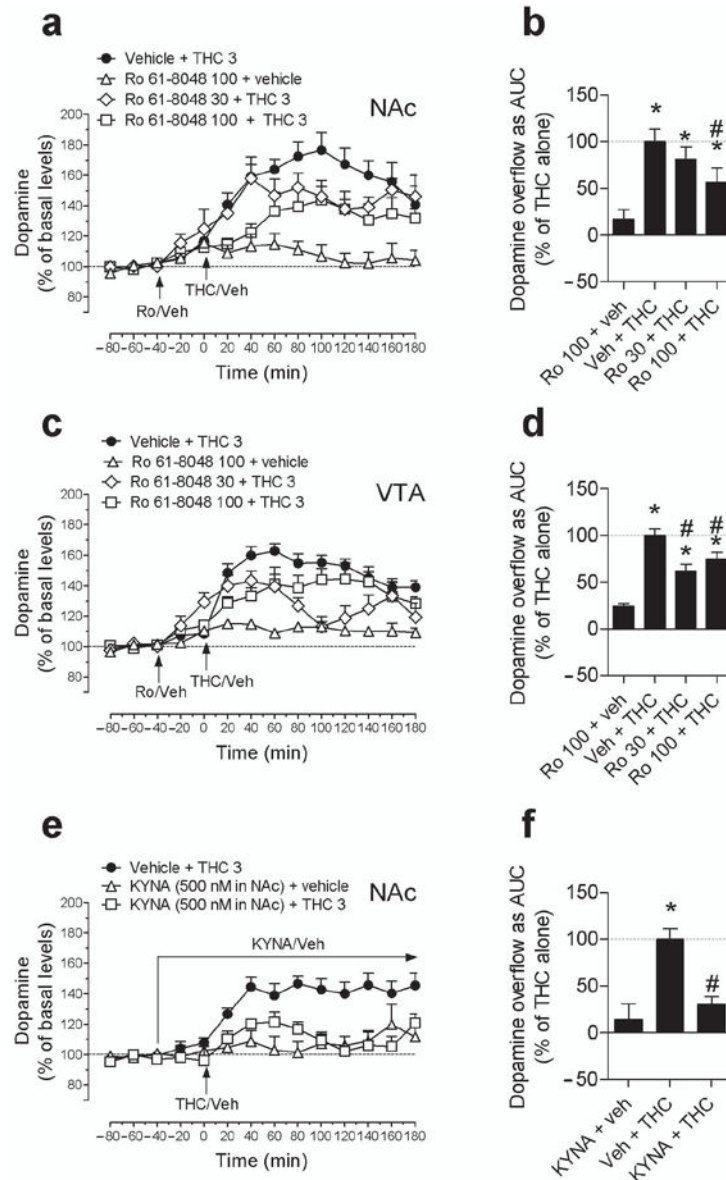 a
Vehicle + THC 3
Ro 61-8048 100 + vehicle
Ro 61-8048 30 + THC 3
Ro 61-8048 100 + THC 3
NAc
Dopamine
(% of basal levels)
200
180
160
140
120
100
80
Ro/Veh
THC/Veh
−80 −60 −40 −20 0 20 40 60 80 100 120 140 160 180
Time (min)
b
Dopamine overflow as AUC
(% of THC alone)
150
100
50
0
−50
*
*
#
*
Ro 100 + veh
Veh + THC
Ro 30 + THC
Ro 100 + THC
c
Vehicle + THC 3
Ro 61-8048 100 + vehicle
Ro 61-8048 30 + THC 3
Ro 61-8048 100 + THC 3
VTA
Dopamine
(% of basal levels)
200
180
160
140
120
100
80
Ro/Veh
THC/Veh
−80 −60 −40 −20 0 20 40 60 80 100 120 140 160 180
Time (min)
d
Dopamine overflow as AUC
(% of THC alone)
150
100
50
0
−50
*
#
*
#
*
Ro 100 + veh
Veh + THC
Ro 30 + THC
Ro 100 + THC
e
Vehicle + THC 3
KYNA (500 nM in NAc) + vehicle
KYNA (500 nM in NAc) + THC 3
NAc
Dopamine
(% of basal levels)
200
180
160
140
120
100
80
KYNA/Veh
THC/Veh
−80 −60 −40 −20 0 20 40 60 80 100 120 140 160 180
Time (min)
f
Dopamine overflow as AUC
(% of THC alone)
150
100
50
0
−50
*
#
KYNA + veh
Veh + THC
KYNA + THC